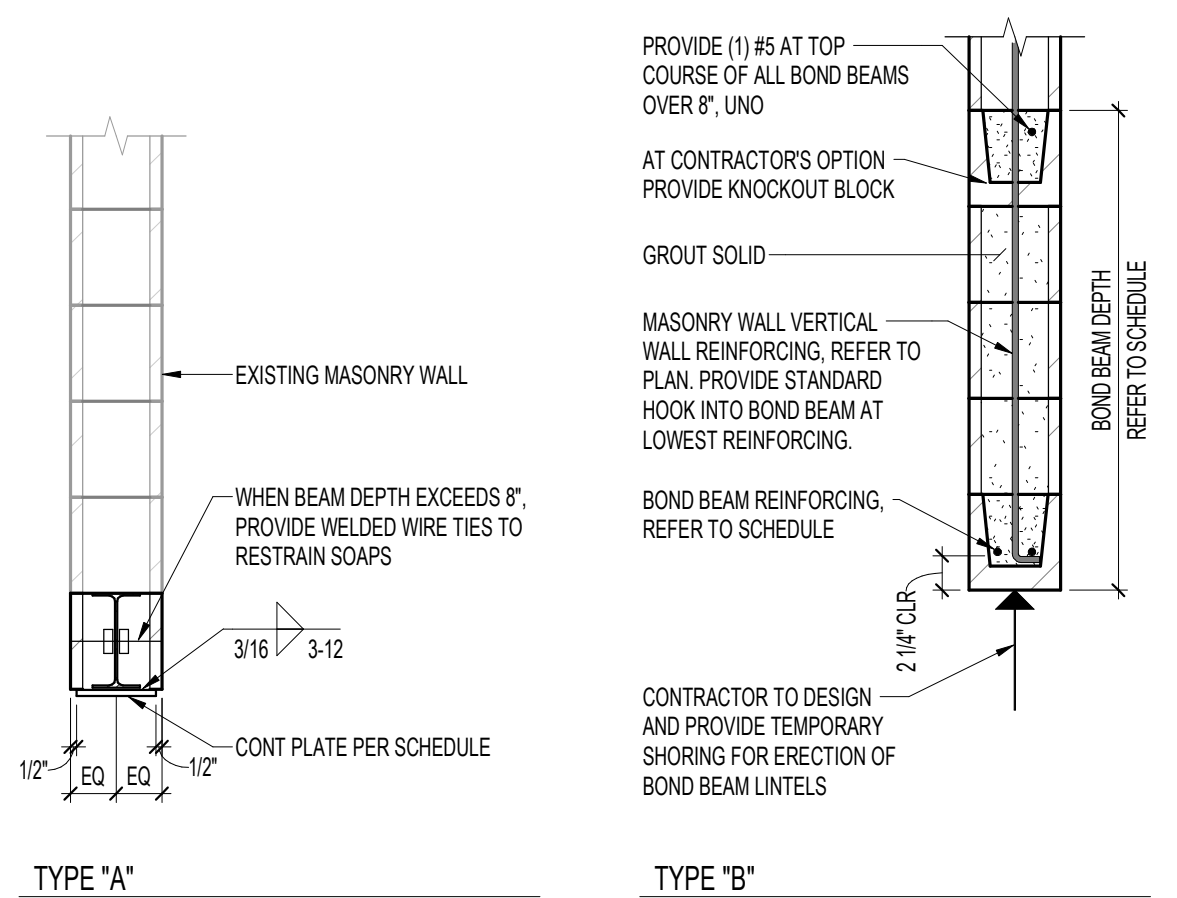 EXISTING MASONRY WALL
WHEN BEAM DEPTH EXCEEDS 8",
PROVIDE WELDED WIRE TIES TO
RESTRAIN SOAPS
3/16
3-12
CONT PLATE PER SCHEDULE
1/2"
EQ
EQ
1/2"
TYPE "A"
PROVIDE (1) #5 AT TOP
COURSE OF ALL BOND BEAMS
OVER 8", UNO
AT CONTRACTOR'S OPTION
PROVIDE KNOCKOUT BLOCK
GROUT SOLID
MASONRY WALL VERTICAL
WALL REINFORCING, REFER TO
PLAN. PROVIDE STANDARD
HOOK INTO BOND BEAM AT
LOWEST REINFORCING.
BOND BEAM REINFORCING,
REFER TO SCHEDULE
2 1/4" CLR
BOND BEAM DEPTH
REFER TO SCHEDULE
CONTRACTOR TO DESIGN
AND PROVIDE TEMPORARY
SHORING FOR ERECTION OF
BOND BEAM LINTELS
TYPE "B"